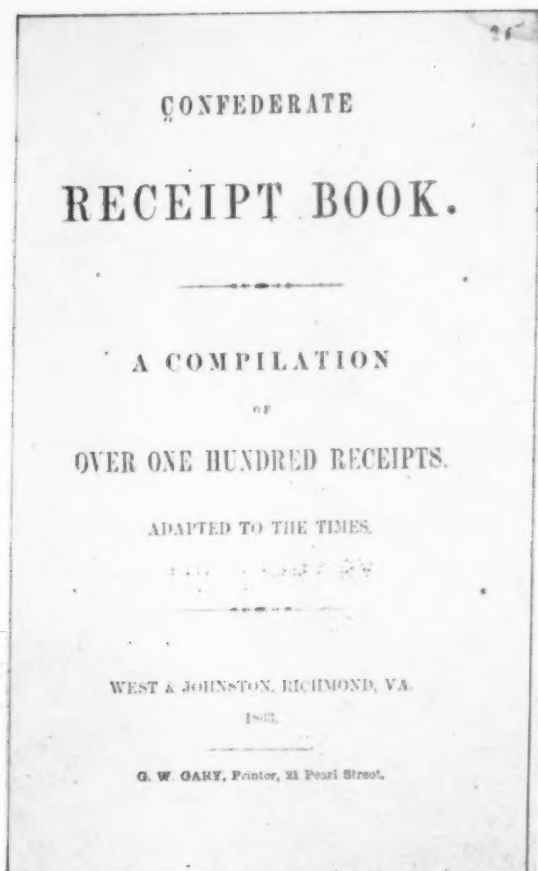 CONFEDERATE
RECEIPT BOOK.
A COMPILATION
OF
OVER ONE HUNDRED RECEIPTS.
ADAPTED TO THE TIMES.
WEST & JOHNSTON, RICHMOND, VA.
1863.
G. W. GARY, Printer, 21 Pearl Street.